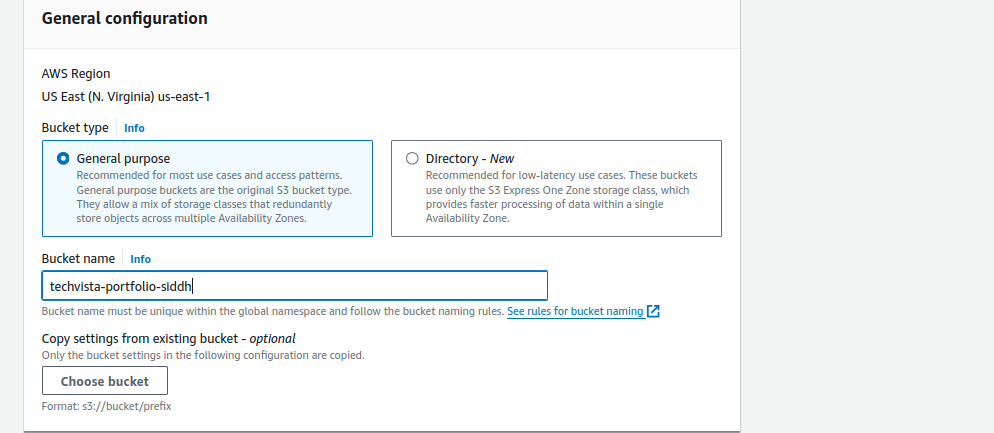 General configuration
AWS Region
US East (N. Virginia) us-east-1
Bucket type Info
General purpose
Recommended for most use cases and access patterns.
General purpose buckets are the original S3 bucket type.
They allow a mix of storage classes that redundantly
store objects across multiple Availability Zones.
Directory - New
Recommended for low-latency use cases. These buckets
use only the S3 Express One Zone storage class, which
provides faster processing of data within a single
Availability Zone.
Bucket name Info
techvista-portfolio-siddh
Bucket name must be unique within the global namespace and follow the bucket naming rules. See rules for bucket naming
Copy settings from existing bucket - optional
Only the bucket settings in the following configuration are copied.
Choose bucket
Format: s3://bucket/prefix